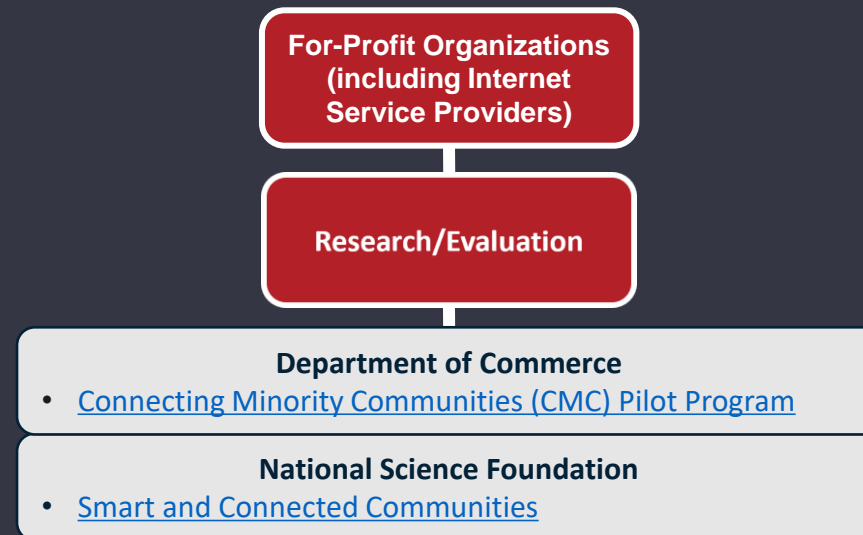 For-Profit Organizations
(including Internet
Service Providers)
Research/Evaluation
Department of Commerce
• Connecting Minority Communities (CMC) Pilot Program
National Science Foundation
• Smart and Connected Communities